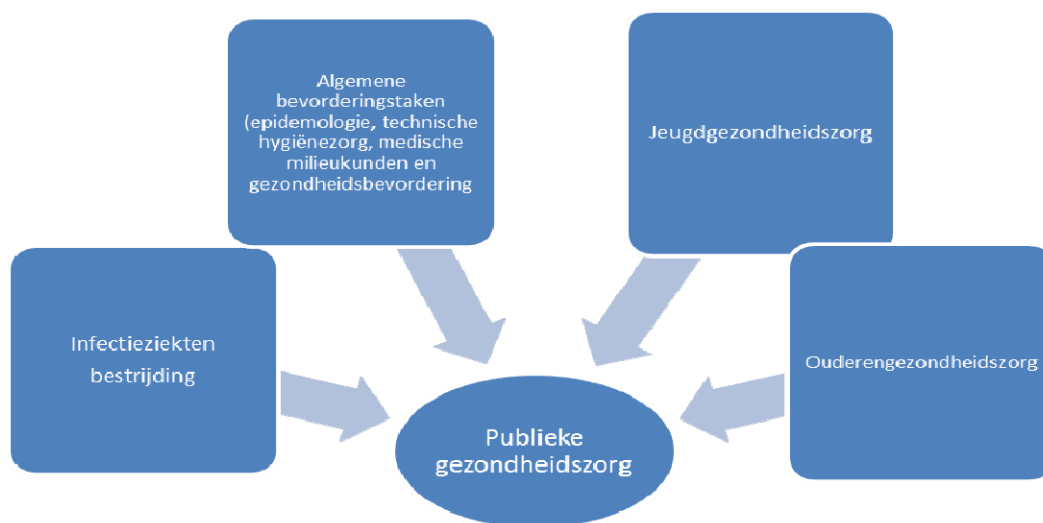 Algemene
bevorderingstaken
(epidemologie, technische
hygiënezorg, medische
milieukunden en
gezondheidsbevordering
Jeugdgezondheidszorg
Infectieziekten
bestrijding
Ouderengezondheidszorg
Publieke
gezondheidszorg